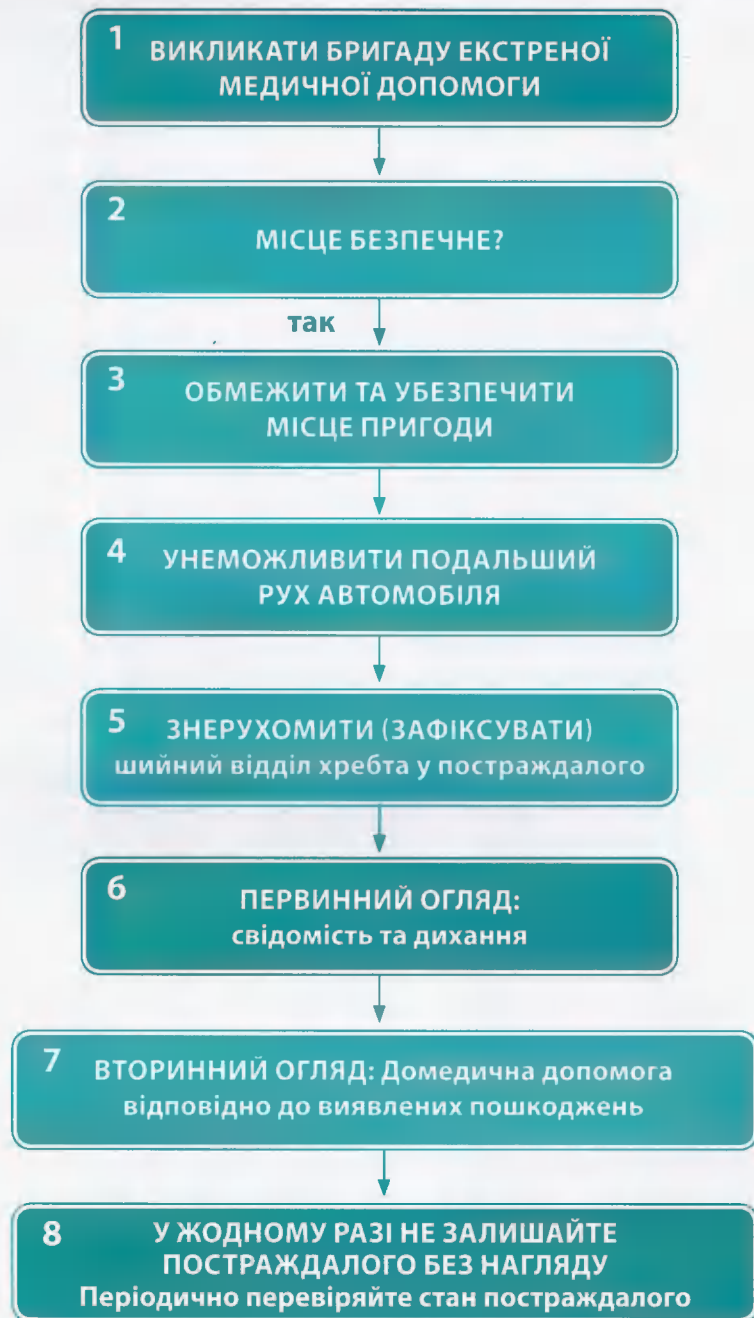 1
ВИКЛИКАТИ БРИГАДУ ЕКСТРЕНОЇ
МЕДИЧНОЇ ДОПОМОГИ
2
МІСЦЕ БЕЗПЕЧНЕ?
так
3
ОБМЕЖИТИ ТА УБЕЗПЕЧИТИ
МІСЦЕ ПРИГОДИ
4
УНЕМОЖЛИВИТИ ПОДАЛЬШИЙ
РУХ АВТОМОБІЛЯ
5
ЗНЕРУХОМИТИ (ЗАФІКСУВАТИ)
шийний відділ хребта у постраждалого
6
ПЕРВИННИЙ ОГЛЯД:
свідомість та дихання
7
ВТОРИННИЙ ОГЛЯД: Домедична допомога
відповідно до виявлених пошкоджень
8
У ЖОДНОМУ РАЗІ НЕ ЗАЛИШАЙТЕ
ПОСТРАЖДАЛОГО БЕЗ НАГЛЯДУ
Періодично перевіряйте стан постраждалого